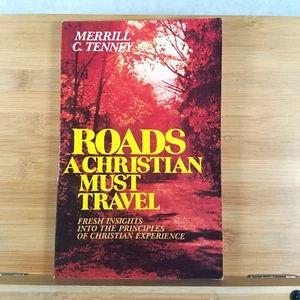 MERRILL
C. TENNEY
ROADS
A CHRISTIAN
MUST
TRAVEL
FRESH INSIGHTS
INTO THE PRINCIPLES
OF CHRISTIAN EXPERIENCE